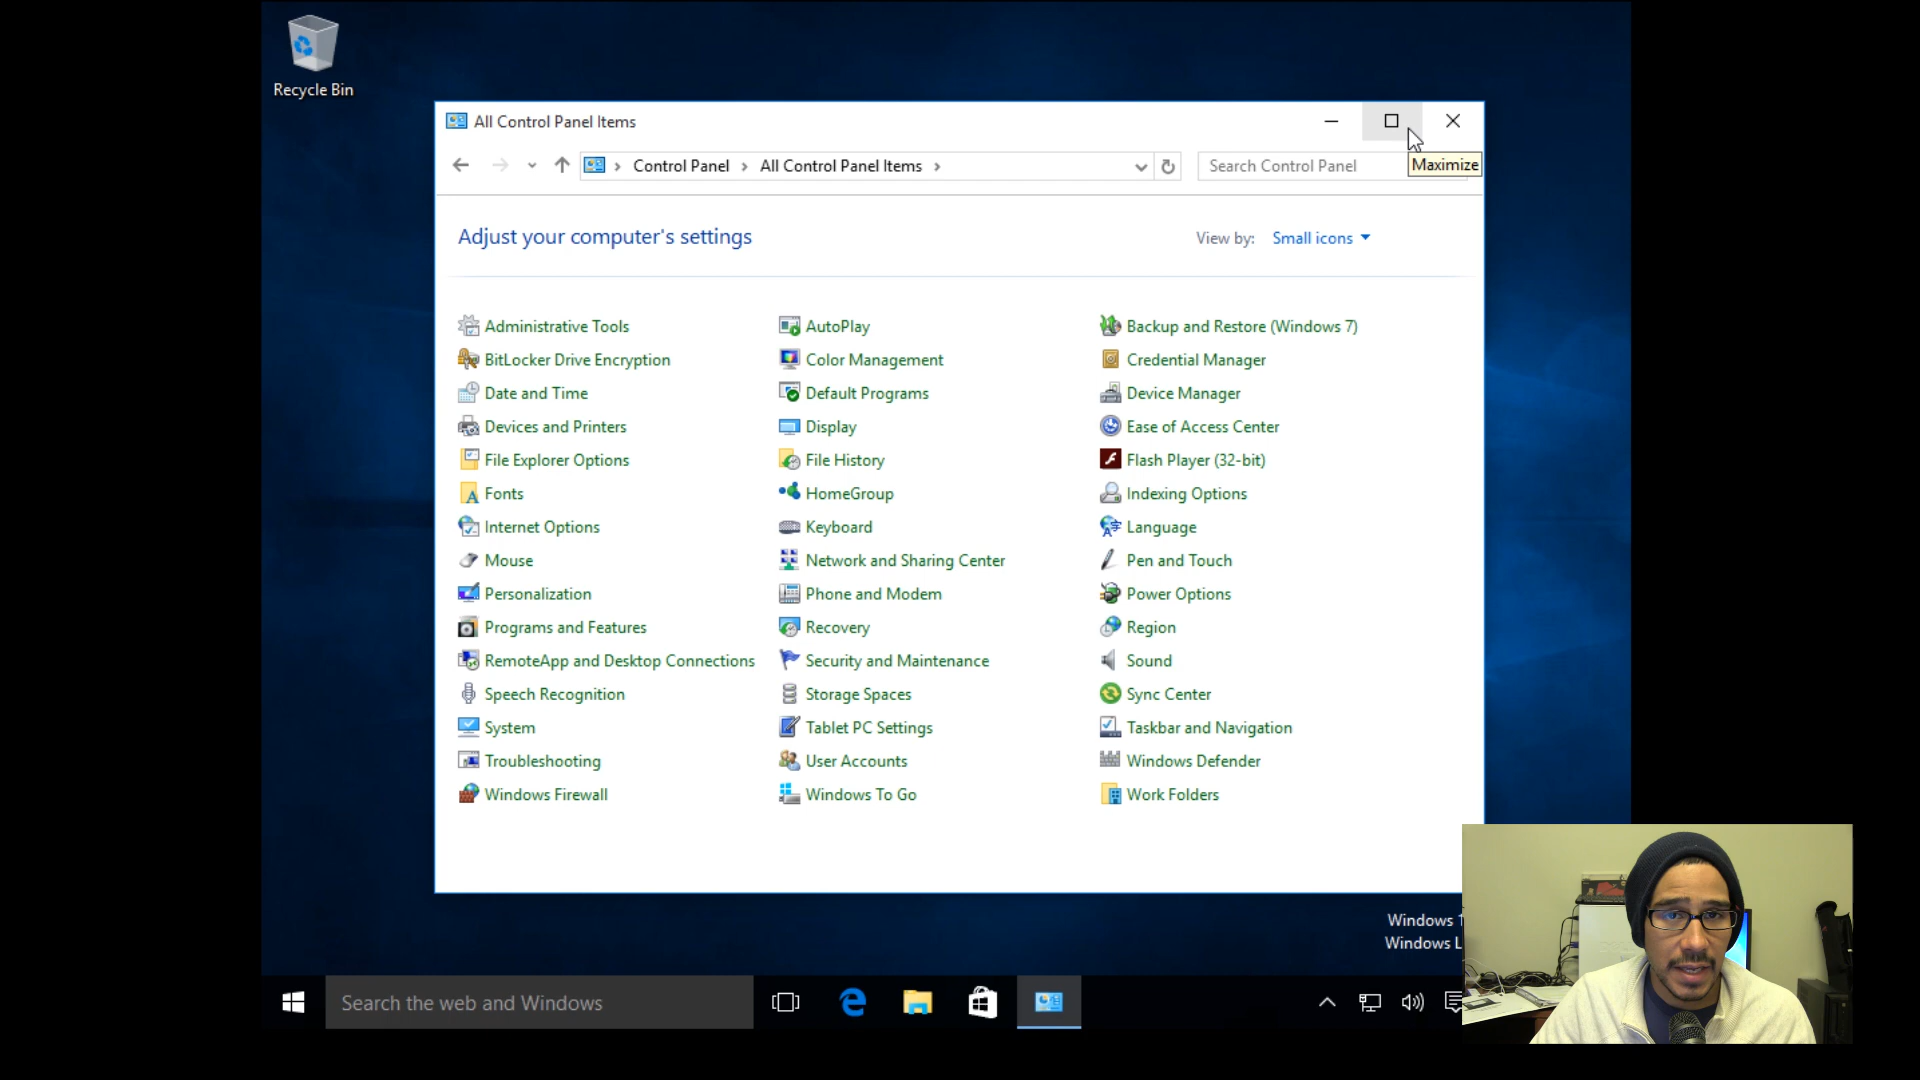 Recycle Bin
All Control Panel Items
Control Panel
All Control Panel Items
Search Control Panel
Maximize
Adjust your computer's settings
View by:
Small icons
Administrative Tools
AutoPlay
Backup and Restore (Windows 7)
BitLocker Drive Encryption
Color Management
Credential Manager
Date and Time
Default Programs
Device Manager
Devices and Printers
Display
Ease of Access Center
File Explorer Options
File History
Flash Player (32-bit)
Fonts
HomeGroup
Indexing Options
Internet Options
Keyboard
Language
Mouse
Network and Sharing Center
Pen and Touch
Personalization
Phone and Modem
Power Options
Programs and Features
Recovery
Region
RemoteApp and Desktop Connections
Security and Maintenance
Sound
Speech Recognition
Storage Spaces
Sync Center
System
Tablet PC Settings
Taskbar and Navigation
Troubleshooting
User Accounts
Windows Defender
Windows Firewall
Windows To Go
Work Folders
Windows
Windows L
Search the web and Windows